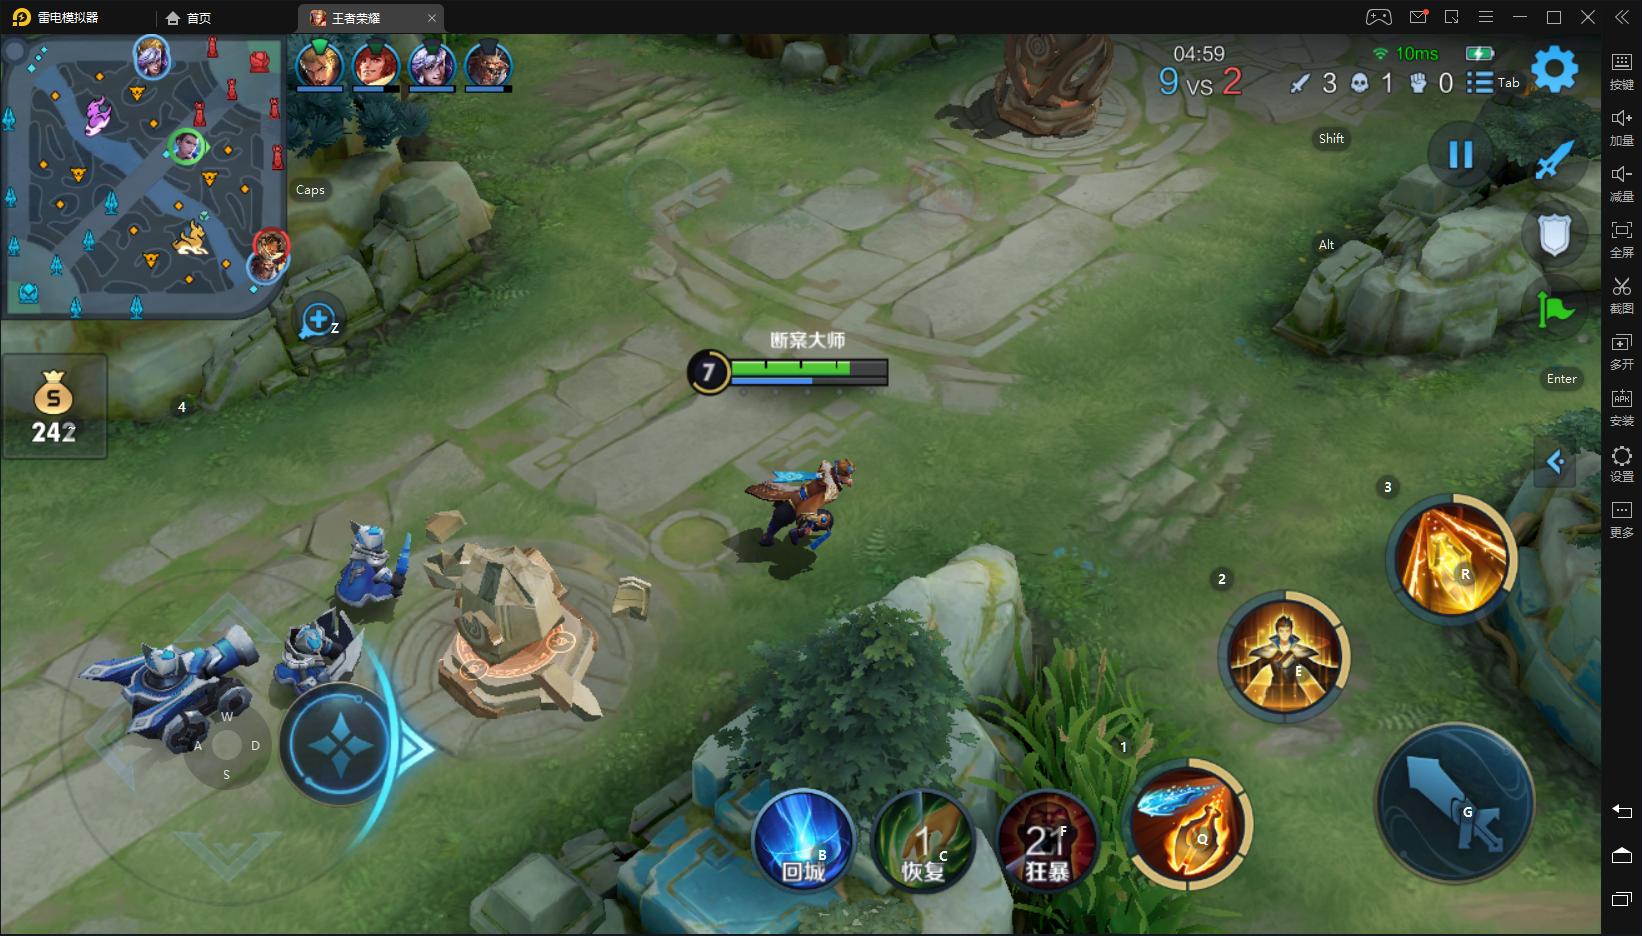 雷电模拟器
首页
王者荣耀
04:59
9 vs 2
10ms
3
1
0
Tab
Shift
Caps
Alt
Z
Enter
242
4
断案大师
7
3
R
2
E
1
Q
G
W
A
D
S
B
回城
1
C
恢复
21
F
狂暴
按键
加量
减量
全屏
截图
多开
APK
安装
设置
更多